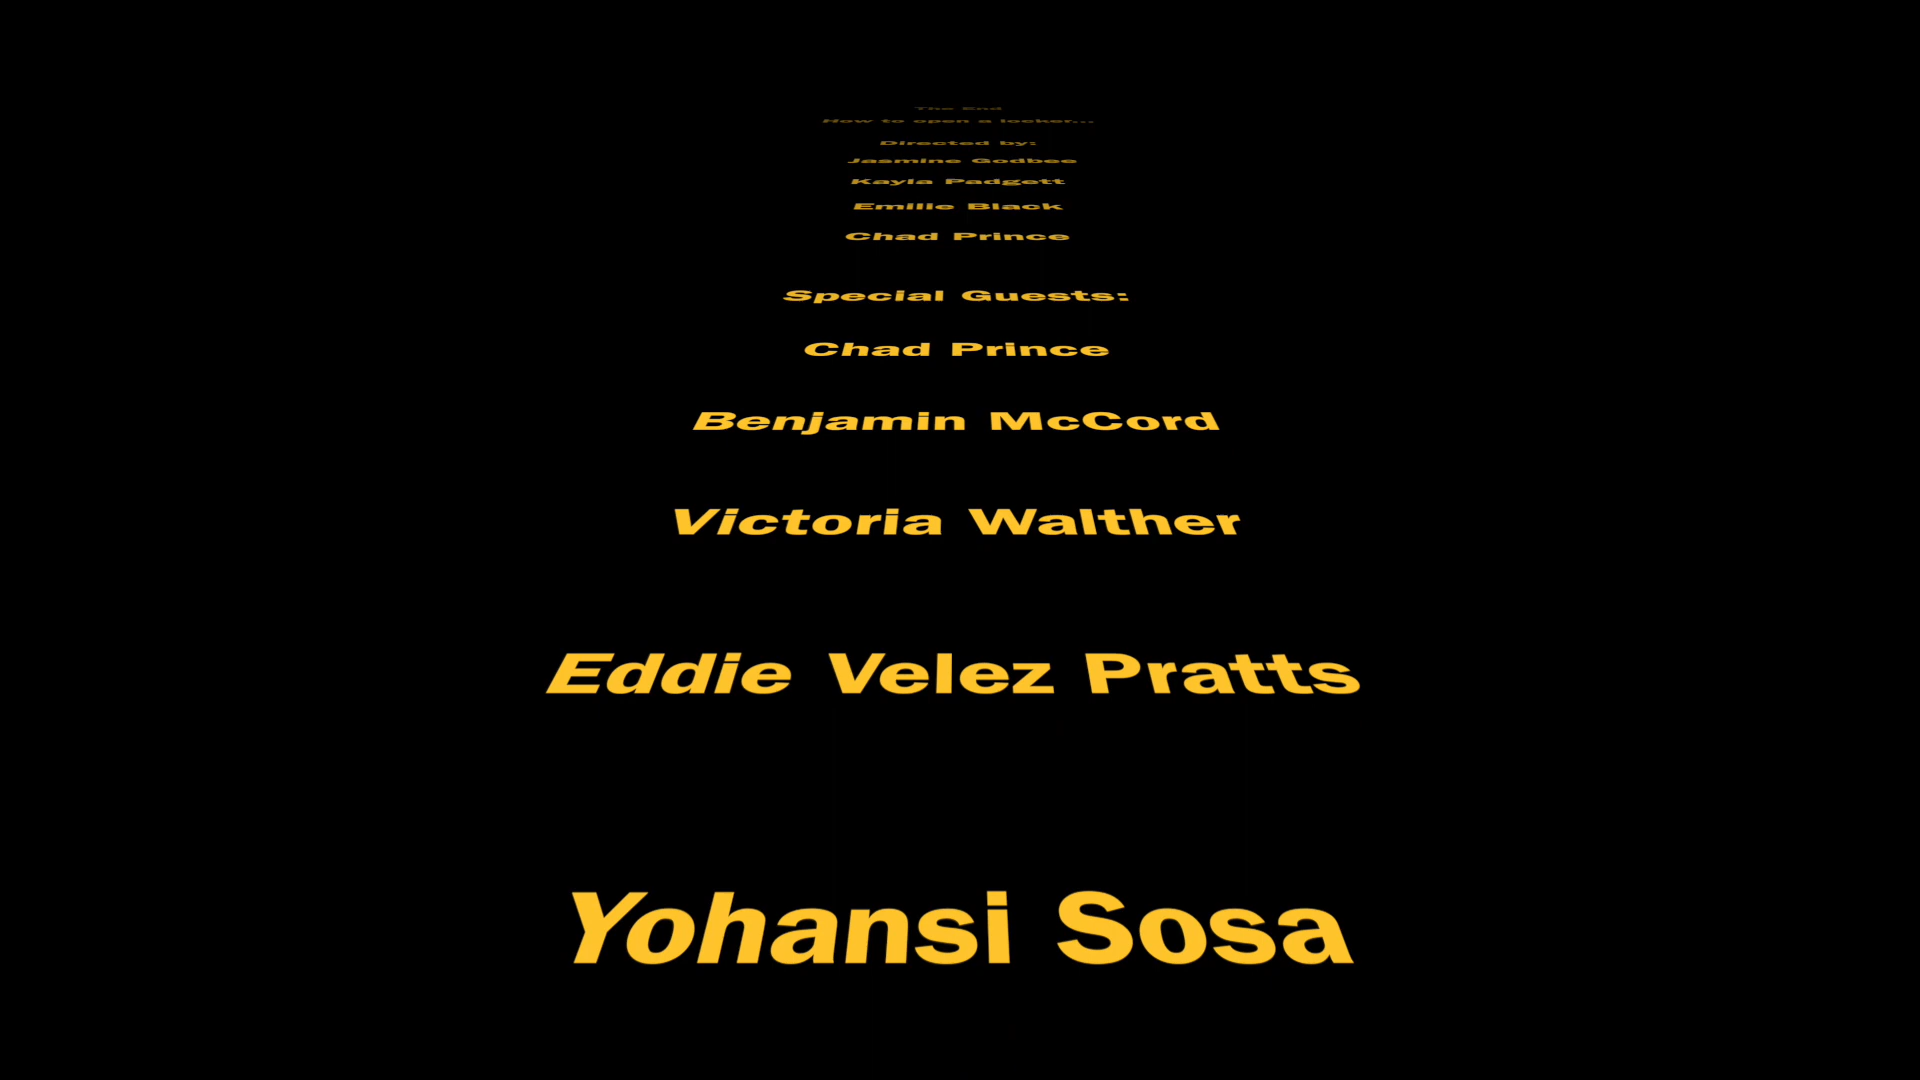 The End
How to open a locker...
Directed by:
Jasmine Godbee
Kayla Padgett
Emilie Black
Chad Prince
Special Guests:
Chad Prince
Benjamin McCord
Victoria Walther
Eddie Velez Pratts
Yohansi Sosa